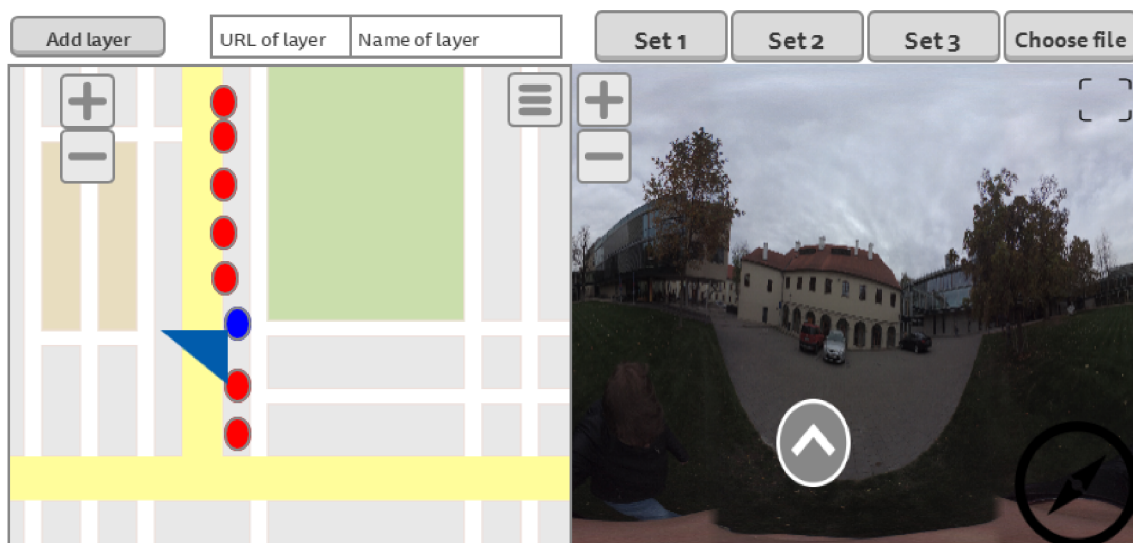 Add layer
URL of layer
Name of layer
Set 1
Set 2
Set 3
Choose file